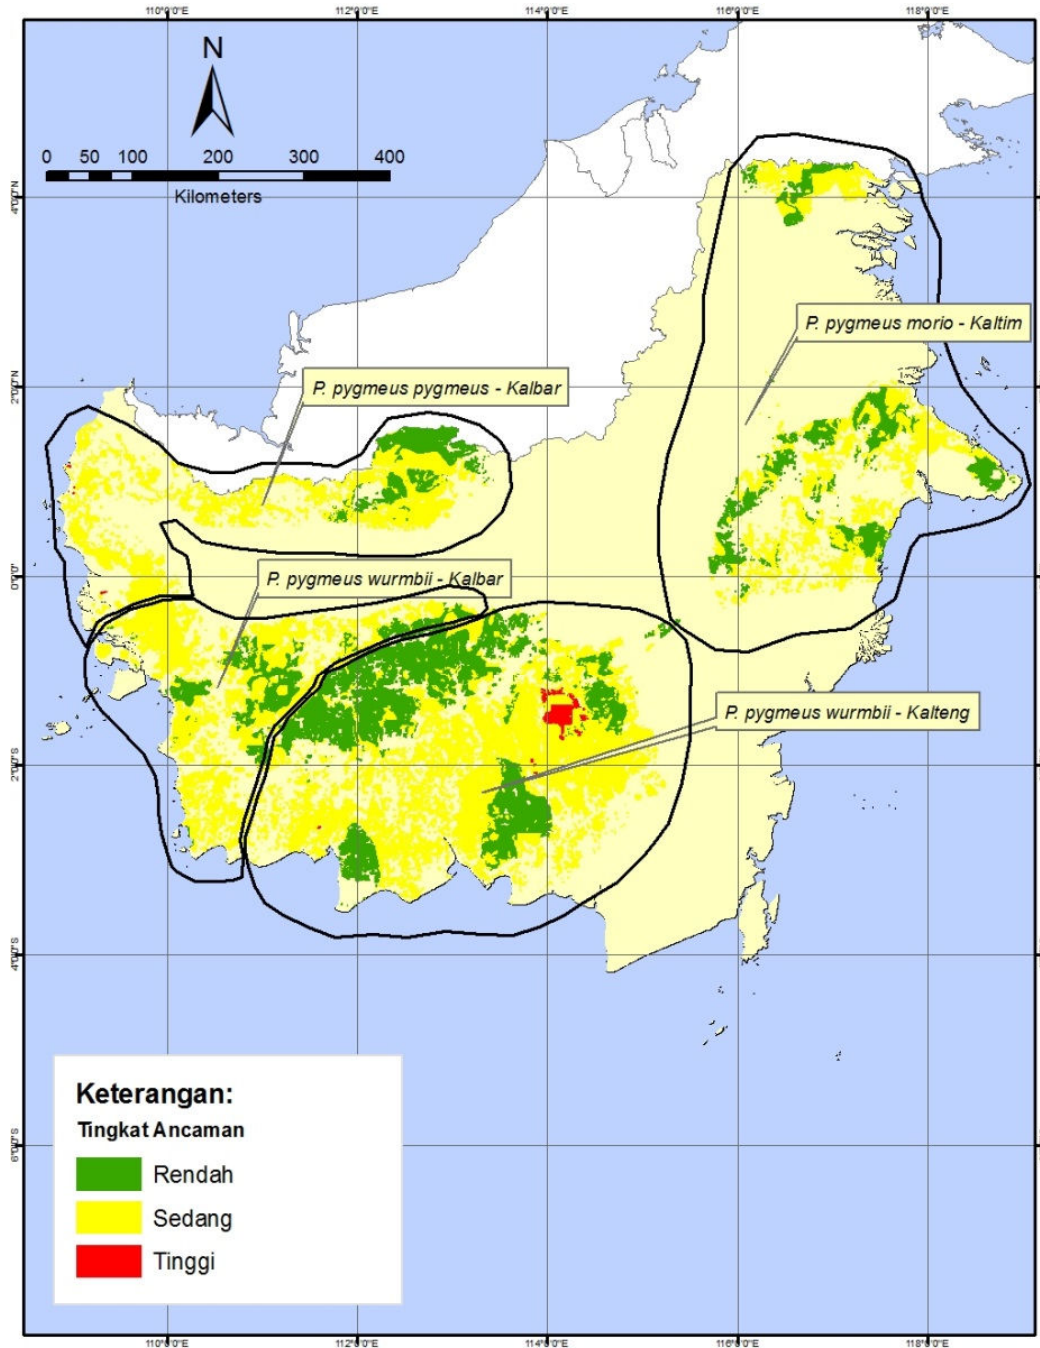 110°0'0"E 112°0'0"E 114°0'0"E 116°0'0"E 118°0'0"E
N
0 50 100 200 300 400
Kilometers
4°0'0"N
P. pygmeus morio - Kaltim
2°0'0"N
P. pygmeus pygmeus - Kalbar
0°0'0"
P. pygmeus wurmbii - Kalbar
P. pygmeus wurmbii - Kalteng
2°0'0"S
4°0'0"S
Keterangan:
Tingkat Ancaman
6°0'0"S
Rendah
Sedang
Tinggi
110°0'0"E 112°0'0"E 114°0'0"E 116°0'0"E 118°0'0"E